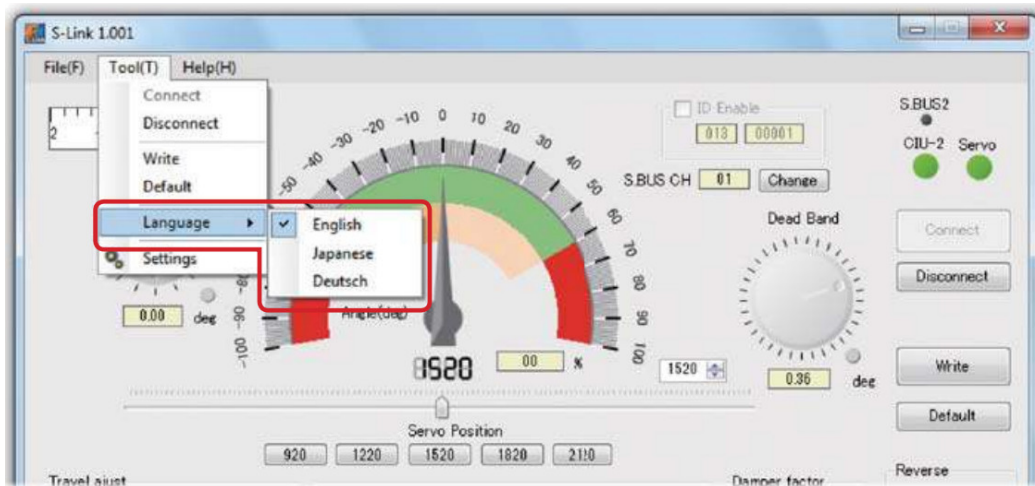 S-Link 1.001
File(F) Tool(T) Help(H)
Connect
Disconnect
Write
Default
Language
Settings
English
Japanese
Deutsch
2
-100 -90 -80 -50 -40 -30 -20 -10 0 10 20 30 40 50 60 70 80 90 100
Angle(deg)
0.00 deg
1520
00 %
1520
ID Enable
013 00001
S.BUS CH 01 Change
Dead Band
0.36 deg
S.BUS2
CIU-2 Servo
Connect
Disconnect
Write
Default
Servo Position
920 1220 1520 1820
Travel ajust
Damper factor
Reverse